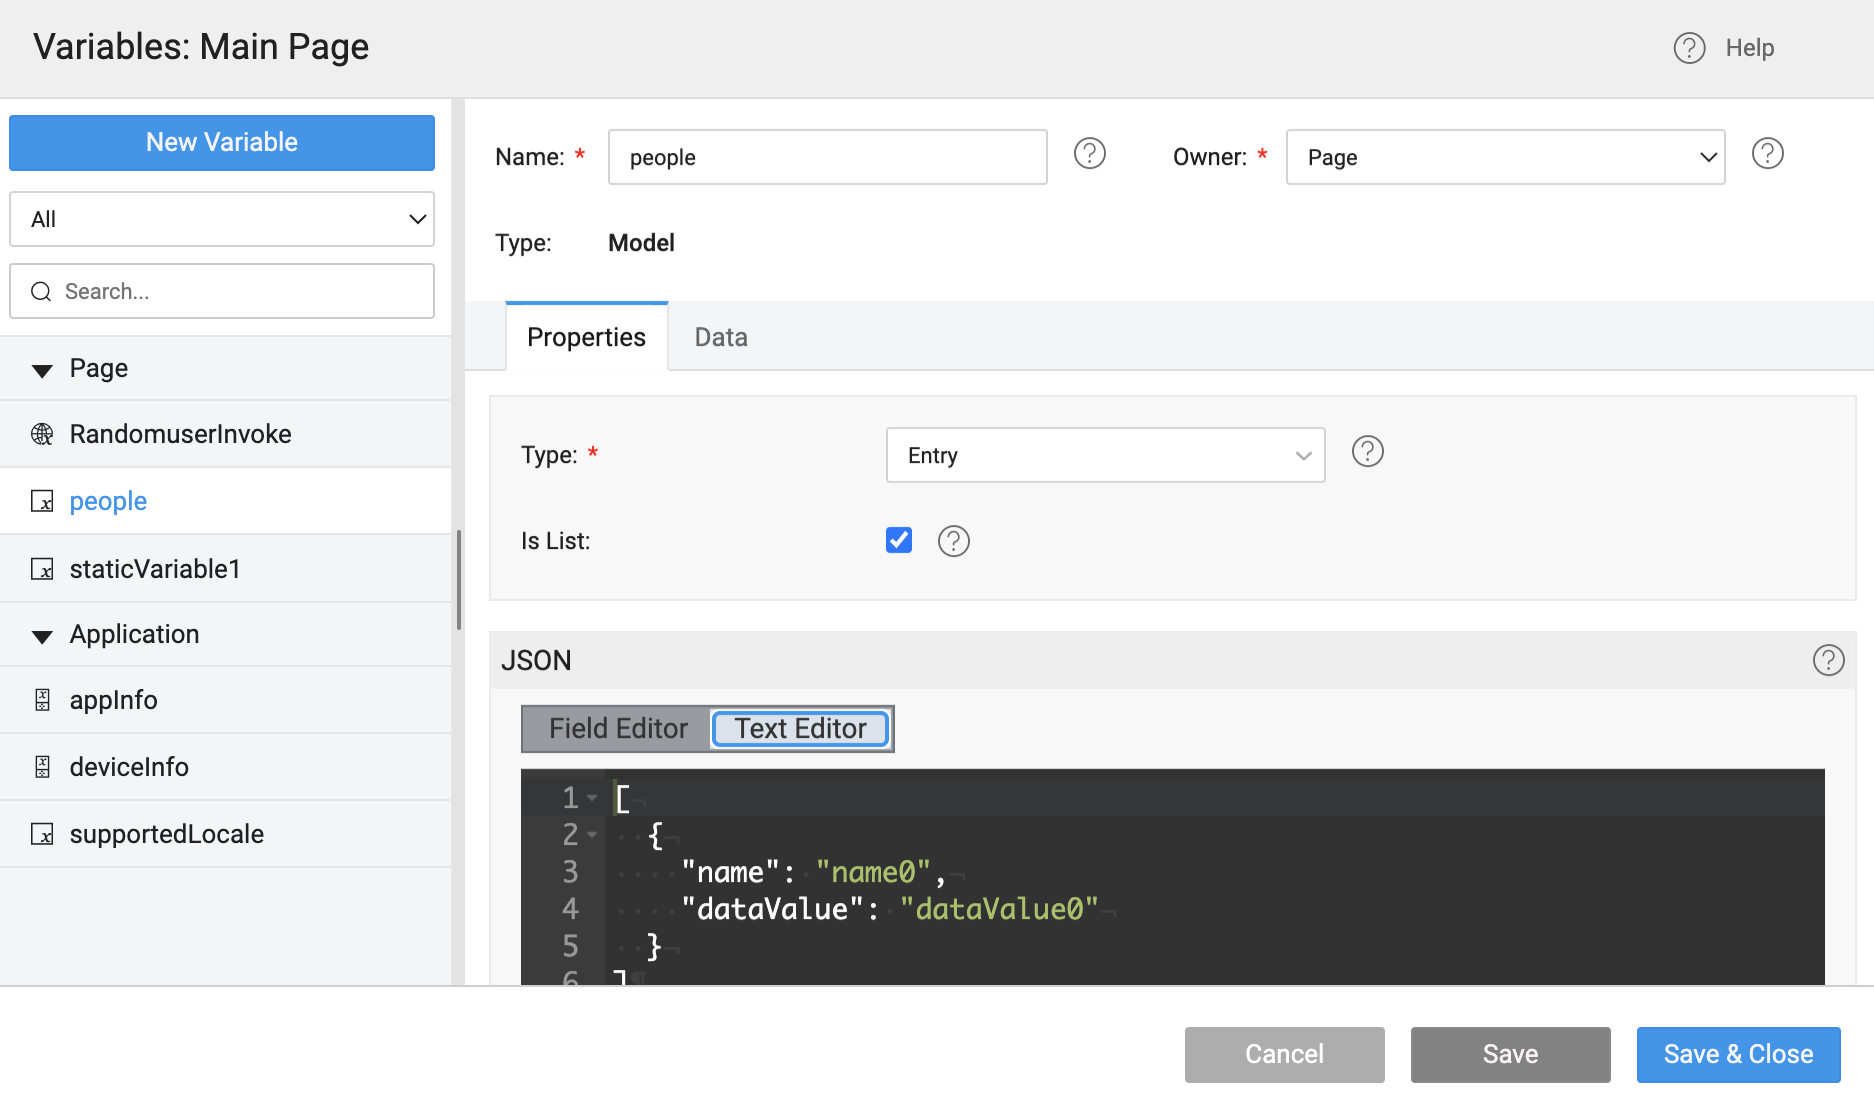 Variables: Main Page
Help
New Variable
All
Search...
Page
RandomuserInvoke
people
staticVariable1
Application
appInfo
deviceInfo
supportedLocale
Name: *
people
Owner: *
Page
Type:
Model
Properties
Data
Type: *
Entry
Is List:
JSON
Field Editor
Text Editor
1 [
2 {
3 "name": "name0",
4 "dataValue": "dataValue0"
5 }
6 ]
Cancel
Save
Save & Close